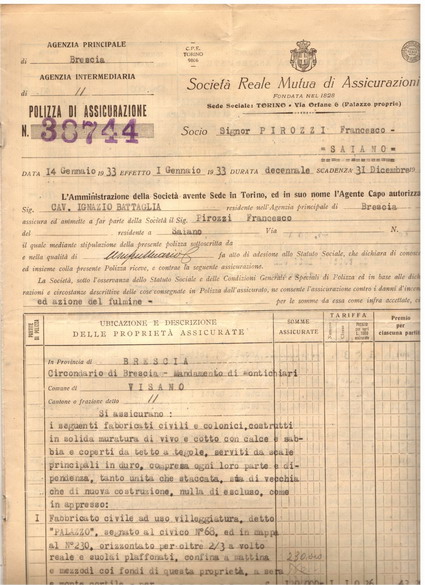 AGENZIA PRINCIPALE
di Brescia
AGENZIA INTERMEDIARIA
di 11
POLIZZA DI ASSICURAZIONE
N. 30744
C.P.E.
TORINO
Società Reale Mutua di Assicurazioni
FONDATA NEL 1828
Sede Sociale: TORINO - Via Orfane 6 (Palazzo proprio)
Socio Signor PIROZZI Francesco -
= SAIANO =
DATA 14 Gennaio 1933 EFFETTO 1 Gennaio 1933 DURATA decennale SCADENZA 31 Dicembre
L'Amministrazione della Società avente Sede in Torino, ed in suo nome l'Agente Capo autorizza
Sig. CAV. IGNAZIO BATTAGLIA residente nell'Agenzia principale di Brescia
assicura ed ammette a far parte della Società il Sig. Pirozzi Francesco
del residente a Saiano Via N.
il quale mediante stipulazione della presente polizza sottoscritta da
e nella qualità di fa atto di adesione allo Statuto Sociale, che dichiara di conoscere
ed insieme colla presente Polizza riceve, e contrae la seguente assicurazione.
La Società, sotto l'osservanza dello Statuto Sociale e delle Condizioni Generali e Speciali di Polizza ed in base alle dich
razioni e circostanze descrittive delle cose consegnate in Polizza dall'assicurato, ne consente l'assicurazione contro i danni d'incen
ed azione del fulmine - per le somme da essa infra accettate,
PARTITE DI POLIZZA
UBICAZIONE E DESCRIZIONE
DELLE PROPRIETÀ ASSICURATE
SOMME
ASSICURATE
TARIFFA
Premio
per
ciascuna partita
In Provincia di BRESCIA
Circondario di Brescia - Mandamento di Montichiari
Comune di VISANO
Cantone o frazione detto 11
Si assicurano :
i seguenti fabbricati civili e colonici, costrutti
in solida muratura di vivo e cotto con calce e sab-
bia e coperti da tetto a tegole, serviti da scale
principali in duro, compresa ogni loro parte e di-
pendenza, tanto unita che staccata, sia di vecchia
che di nuova costruzione, nulla di escluso, come
in appresso:
I Fabbricato civile ad uso villeggiatura, detto
"PALAZZO", segnato al civico N°68, ed in mappa
al N°230, orizzontato per oltre 2/3 a volto
reale e suolai plaffonati, confina a mattina
e mezzodì coi fondi di questa proprietà, a sera
230.000